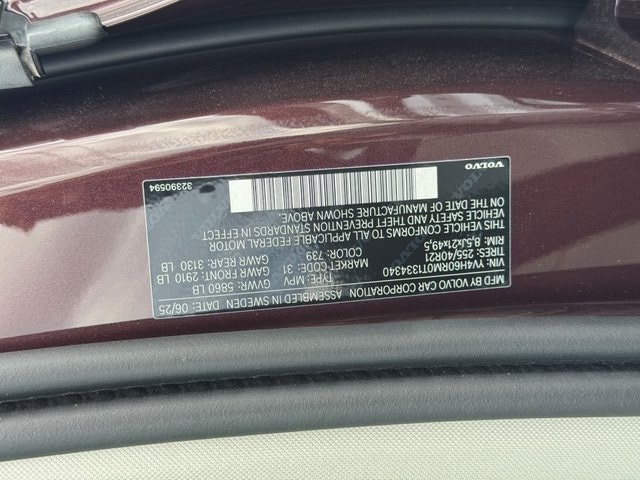 MFD BY VOLVO CAR CORPORATION ASSEMBLED IN SWEDEN DATE: 06/25
VIN: YV4H60RM0T1334340 GVWR: 5860 LB
TIRES: 255/40R21 TYPE: MPV GAWR FRONT: 2910 LB
RIM: 8,5x21x49,5 MARKET CODE: 31 GAWR REAR: 3130 LB
COLOR: 739
THIS VEHICLE CONFORMS TO ALL APPLICABLE FEDERAL MOTOR
VEHICLE SAFETY AND THEFT PREVENTION STANDARDS IN EFFECT
ON THE DATE OF MANUFACTURE SHOWN ABOVE.
VOLVO
32390594